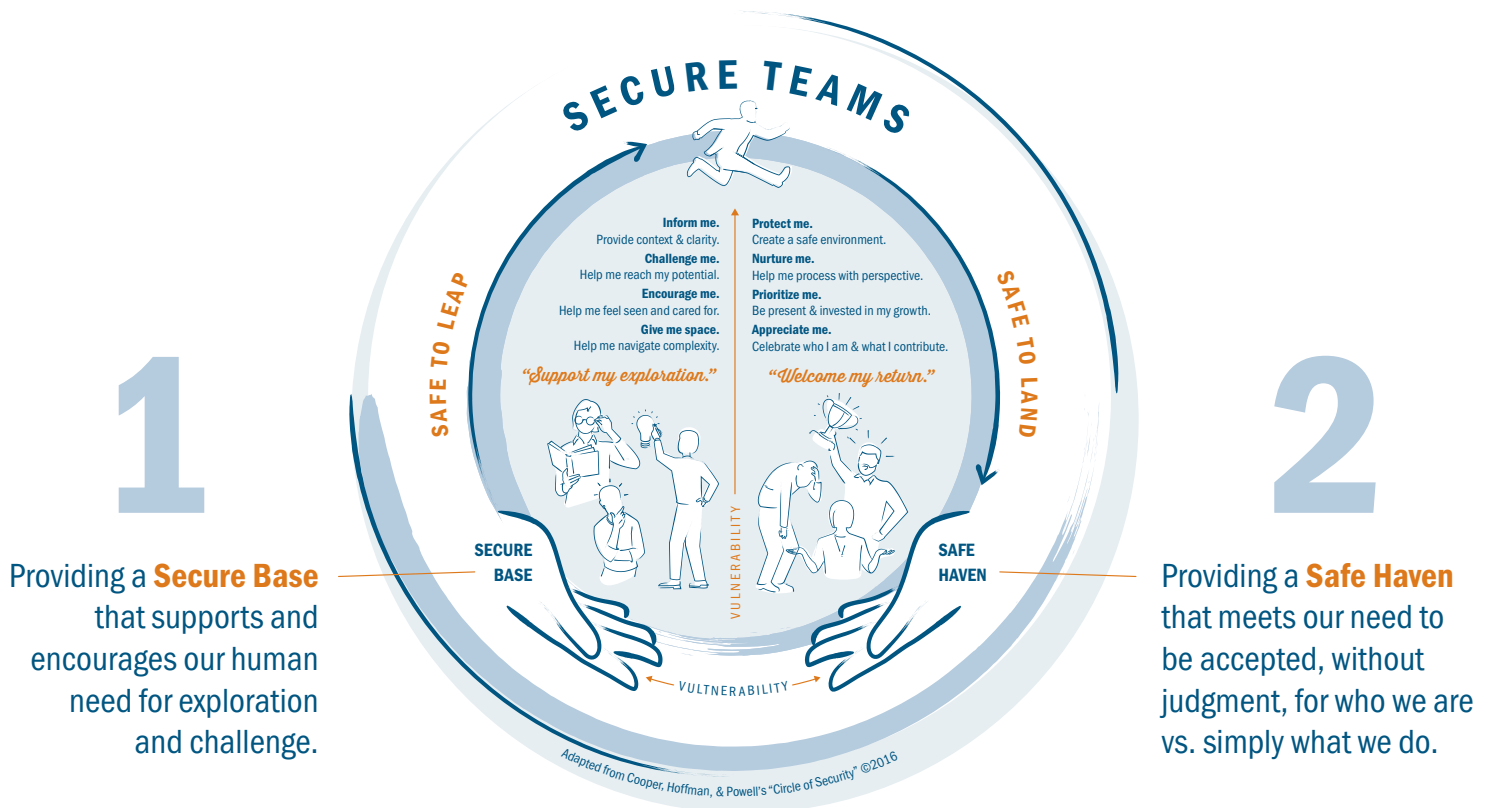 SECURE TEAMS
SAFE TO LEAP
SAFE TO LAND
Inform me.
Provide context & clarity.
Challenge me.
Help me reach my potential.
Encourage me.
Help me feel seen and cared for.
Give me space.
Help me navigate complexity.
“Support my exploration.”
Protect me.
Create a safe environment.
Nurture me.
Help me process with perspective.
Prioritize me.
Be present & invested in my growth.
Appreciate me.
Celebrate who I am & what I contribute.
“Welcome my return.”
VULNERABILITY
SECURE
BASE
SAFE
HAVEN
VULTNERABILITY
1
Providing a Secure Base
that supports and
encourages our human
need for exploration
and challenge.
2
Providing a Safe Haven
that meets our need to
be accepted, without
judgment, for who we are
vs. simply what we do.
Adapted from Cooper, Hoffman, & Powell's “Circle of Security” ©2016